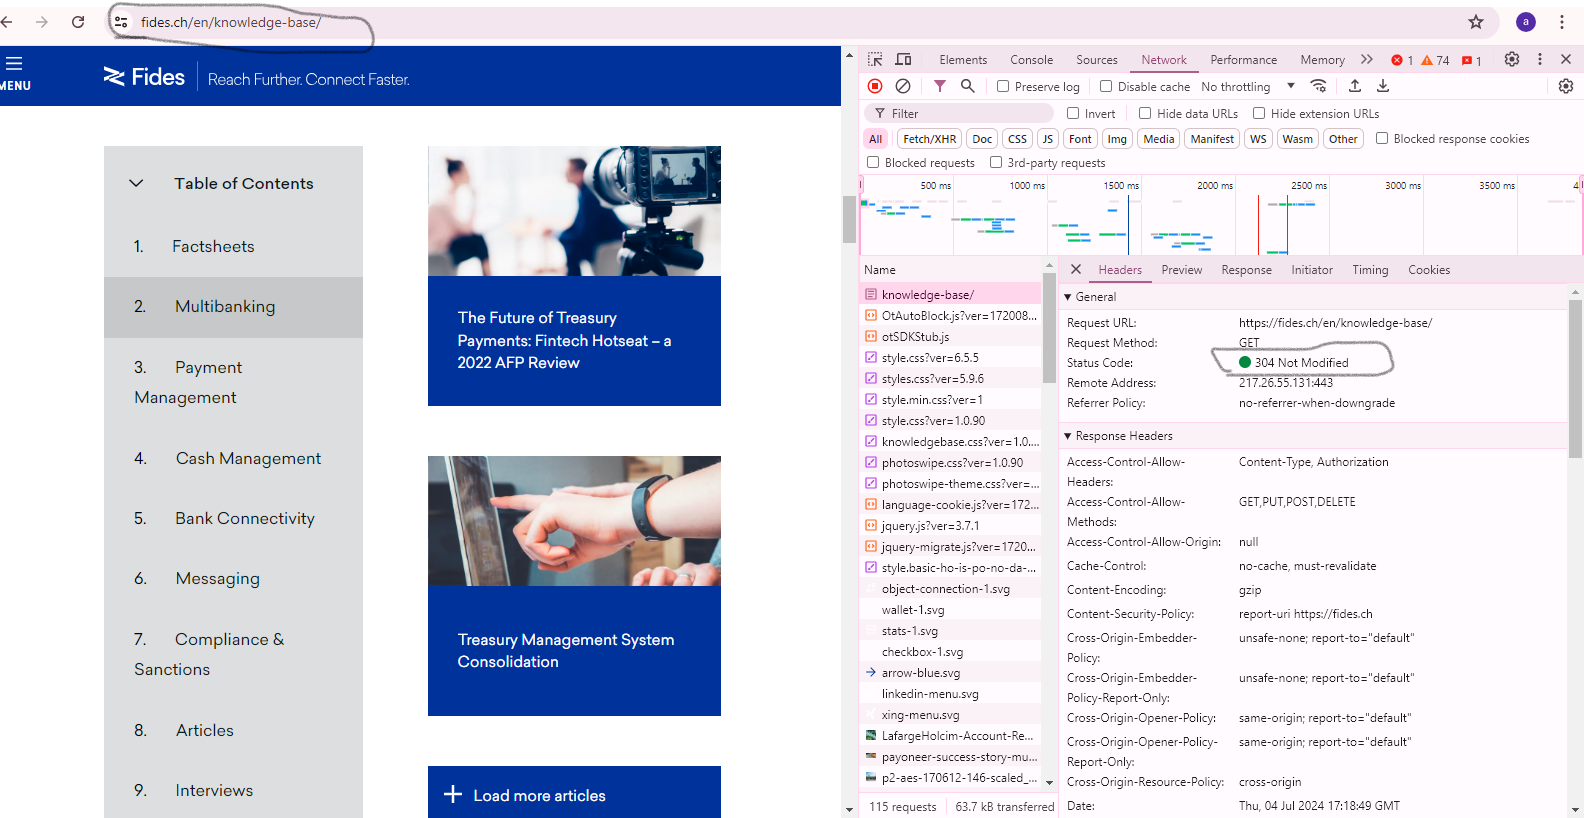 fides.ch/en/knowledge-base/
a
MENU
Fides
Reach Further. Connect Faster.
Table of Contents
1. Factsheets
2. Multibanking
3. Payment
Management
4. Cash Management
5. Bank Connectivity
6. Messaging
7. Compliance &
Sanctions
8. Articles
9. Interviews
The Future of Treasury
Payments: Fintech Hotseat – a
2022 AFP Review
Treasury Management System
Consolidation
Load more articles
Elements Console Sources Network Performance Memory 1 74 1
Preserve log Disable cache No throttling
Filter Invert Hide data URLs Hide extension URLs
All Fetch/XHR Doc CSS JS Font Img Media Manifest WS Wasm Other Blocked response cookies
Blocked requests 3rd-party requests
500 ms 1000 ms 1500 ms 2000 ms 2500 ms 3000 ms 3500 ms 4
Name
knowledge-base/
OtAutoBlock.js?ver=172008...
otSDKStub.js
style.css?ver=6.5.5
styles.css?ver=5.9.6
style.min.css?ver=1
style.css?ver=1.0.90
knowledgebase.css?ver=1.0....
photoswipe.css?ver=1.0.90
photoswipe-theme.css?ver=...
language-cookie.js?ver=172...
jquery.js?ver=3.7.1
jquery-migrate.js?ver=1720...
style.basic-ho-is-po-no-da-...
object-connection-1.svg
wallet-1.svg
stats-1.svg
checkbox-1.svg
arrow-blue.svg
linkedin-menu.svg
xing-menu.svg
LafargeHolcim-Account-Re...
payoneer-success-story-mu...
p2-aes-170612-146-scaled_...
115 requests 63.7 kB transferred
Headers Preview Response Initiator Timing Cookies
General
Request URL: https://fides.ch/en/knowledge-base/
Request Method: GET
Status Code: 304 Not Modified
Remote Address: 217.26.55.131:443
Referrer Policy: no-referrer-when-downgrade
Response Headers
Access-Control-Allow- Content-Type, Authorization
Headers:
Access-Control-Allow- GET,PUT,POST,DELETE
Methods:
Access-Control-Allow-Origin: null
Cache-Control: no-cache, must-revalidate
Content-Encoding: gzip
Content-Security-Policy: report-uri https://fides.ch
Cross-Origin-Embedder- unsafe-none; report-to="default"
Policy:
Cross-Origin-Embedder- unsafe-none; report-to="default"
Policy-Report-Only:
Cross-Origin-Opener-Policy: same-origin; report-to="default"
Cross-Origin-Opener-Policy- same-origin; report-to="default"
Report-Only:
Cross-Origin-Resource-Policy: cross-origin
Date: Thu, 04 Jul 2024 17:18:49 GMT